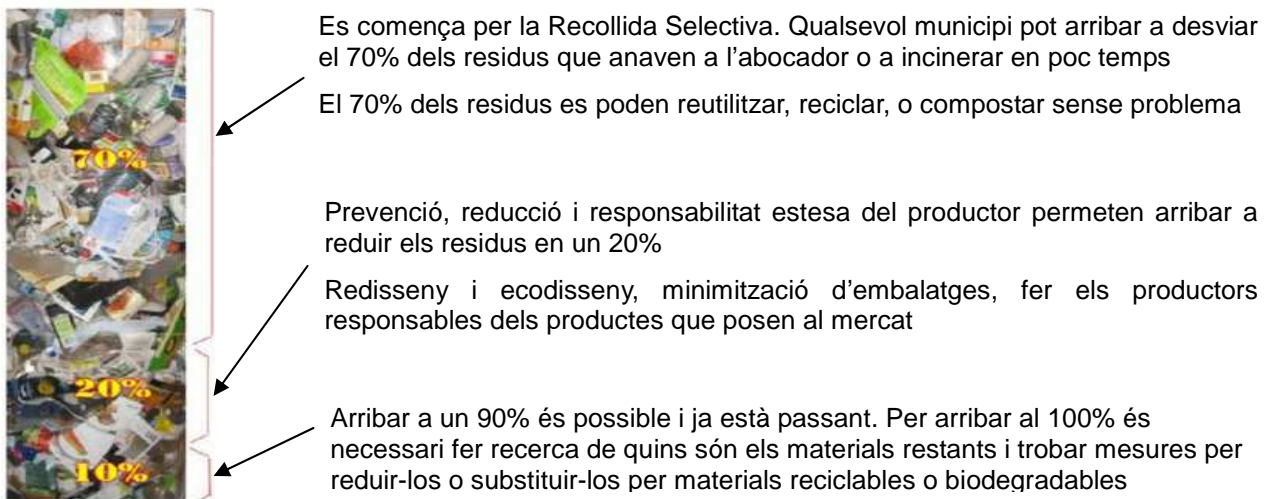 Es comença per la Recollida Selectiva. Qualsevol municipi pot arribar a desviar
el 70% dels residus que anaven a l’abocador o a incinerar en poc temps
El 70% dels residus es poden reutilitzar, reciclar, o compostar sense problema
70%
Prevenció, reducció i responsabilitat estesa del productor permeten arribar a
reduir els residus en un 20%
Redisseny i ecodisseny, minimització d’embalatges, fer els productors
responsables dels productes que posen al mercat
20%
Arribar a un 90% és possible i ja està passant. Per arribar al 100% és
necessari fer recerca de quins són els materials restants i trobar mesures per
reduir-los o substituir-los per materials reciclables o biodegradables
10%